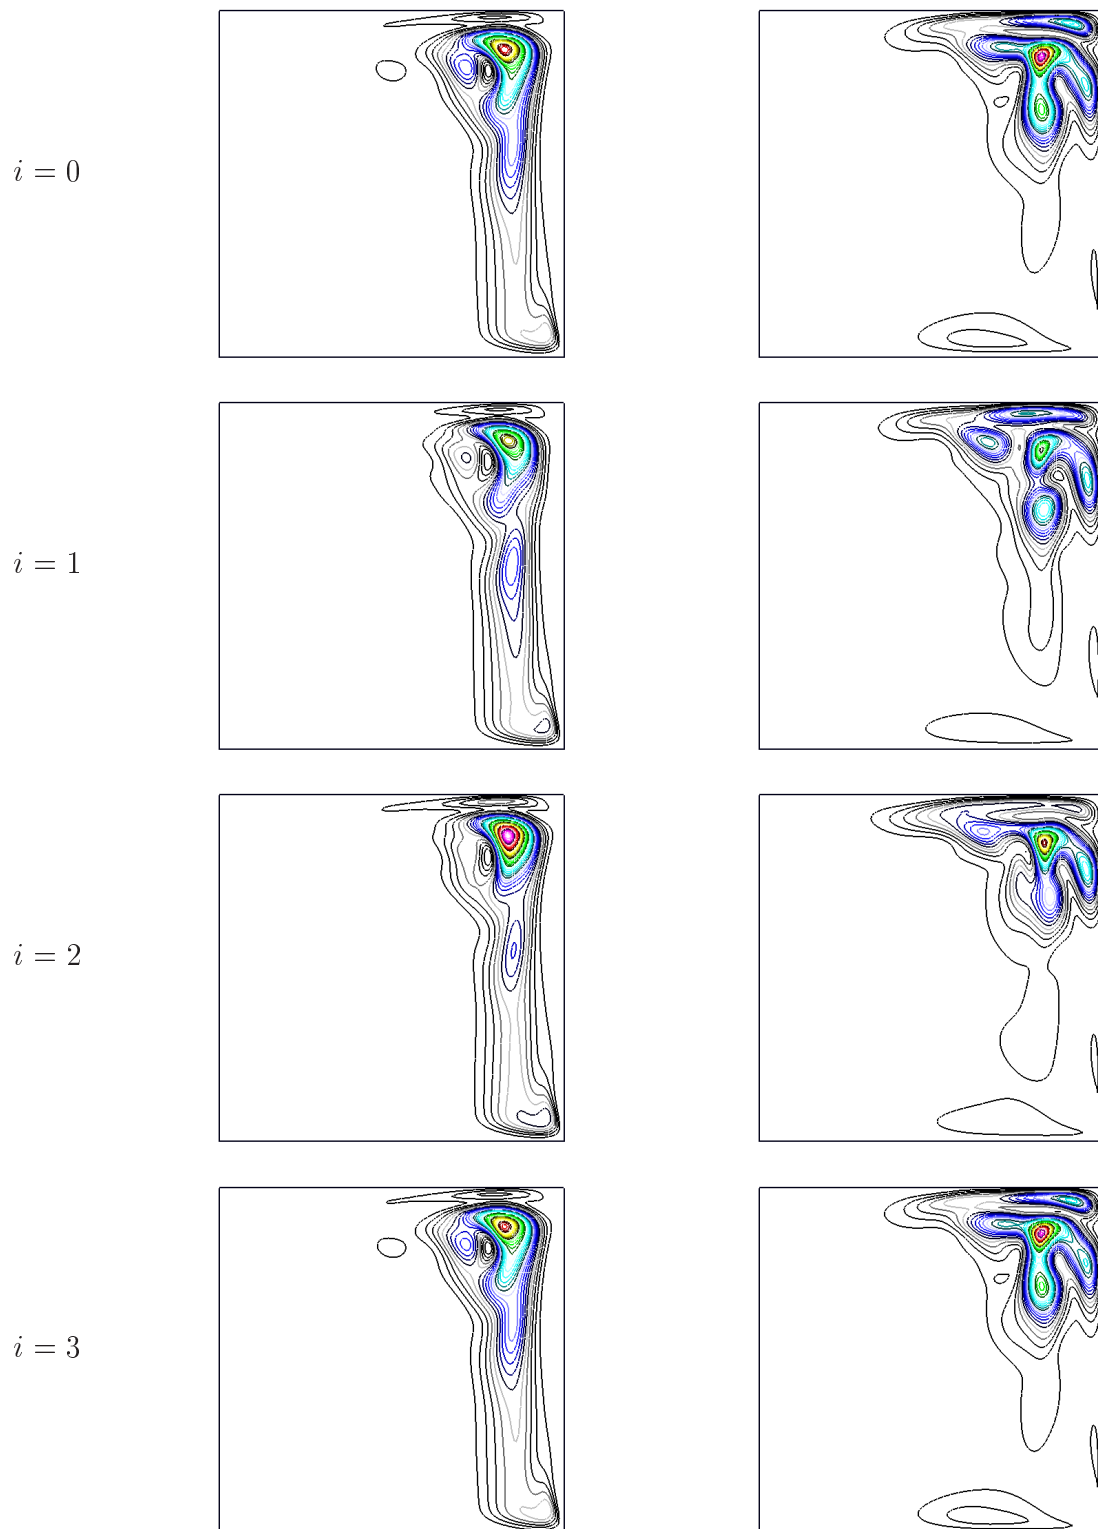 i = 0
i = 1
i = 2
i = 3